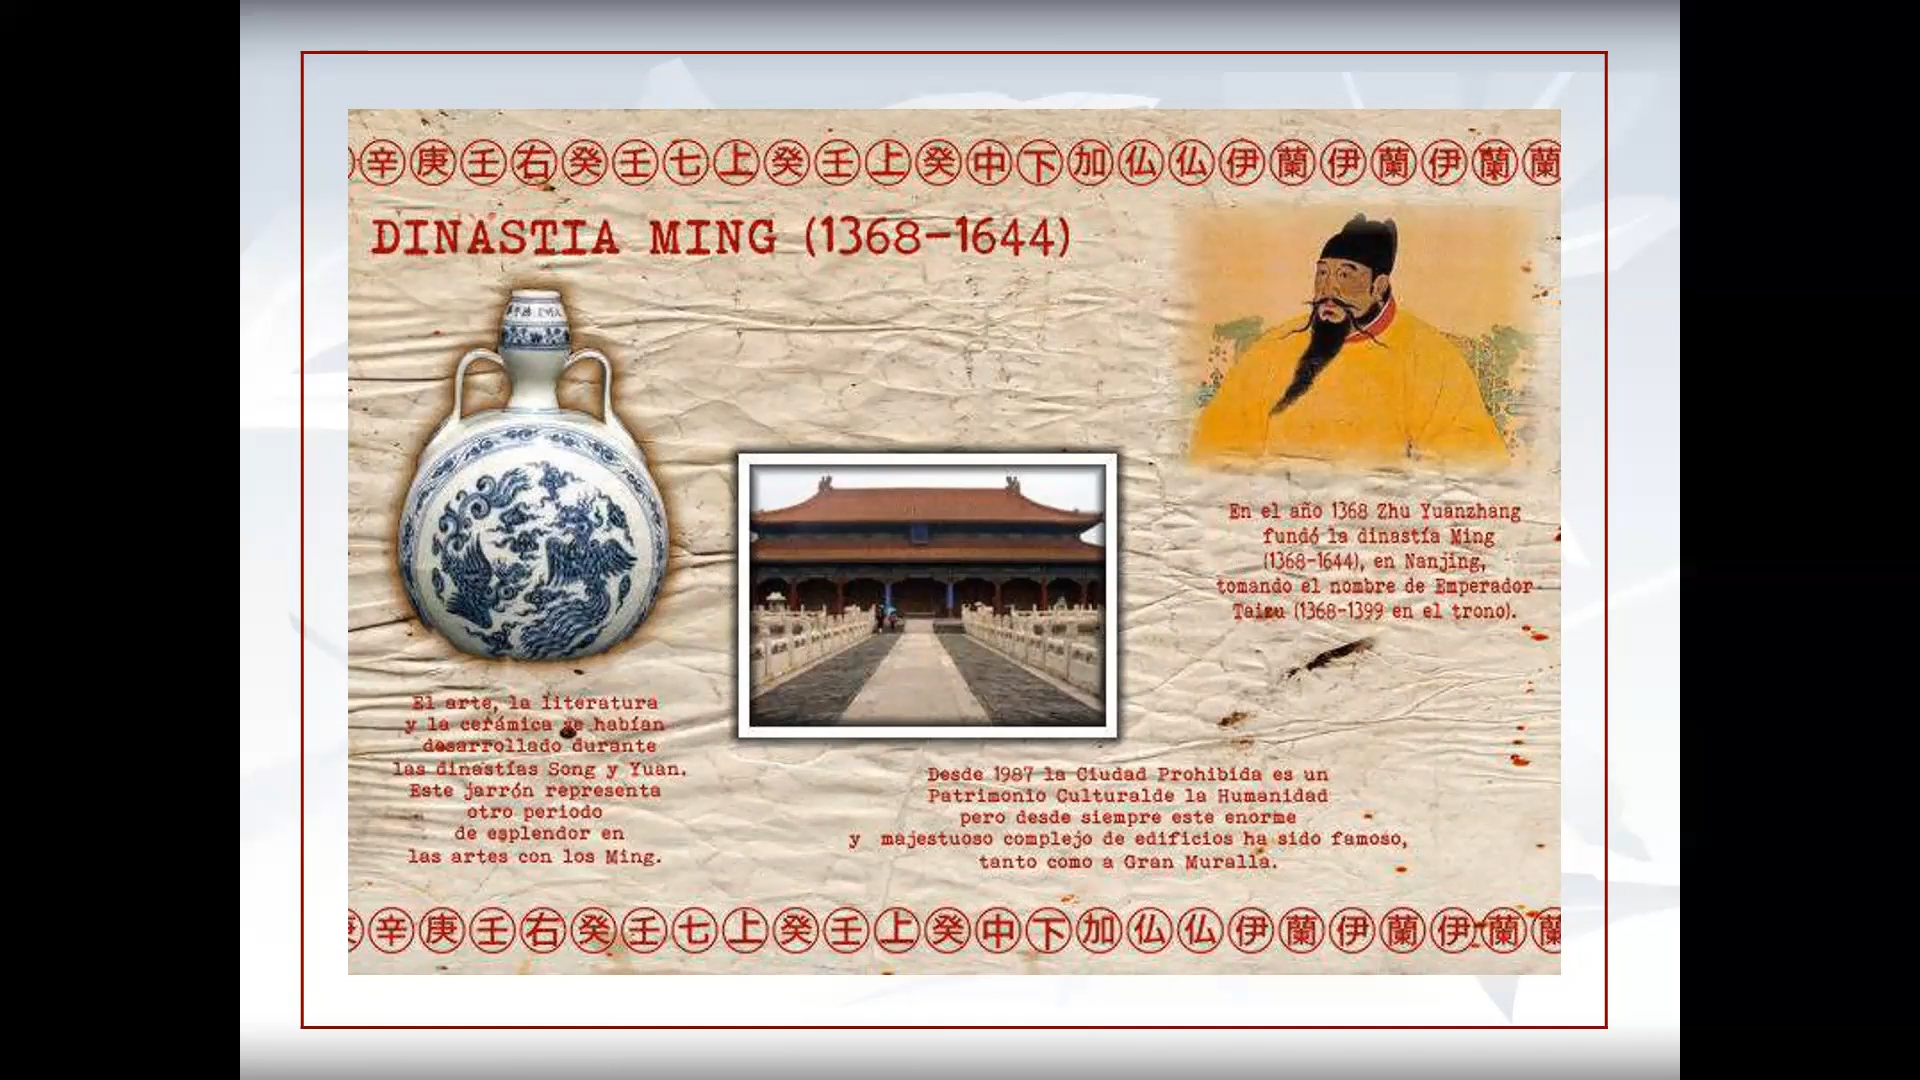 辛庚壬右癸壬七上癸壬上癸中下加仏仏伊蘭伊蘭伊蘭蘭
DINASTIA MING (1368-1644)
En el año 1368 Zhu Yuanzhang
fundó la dinastía Ming
(1368-1644), en Nanjing,
tomando el nombre de Emperador
Taizu (1368-1399 en el trono).
El arte, la literatura
y la cerámica se habían
desarrollado durante
las dinastías Song y Yuan.
Este jarrón representa
otro periodo
de esplendor en
las artes con los Ming.
Desde 1987 la Ciudad Prohibida es un
Patrimonio Culturalde la Humanidad
pero desde siempre este enorme
y majestuoso complejo de edificios ha sido famoso,
tanto como a Gran Muralla.
辛庚壬右癸壬七上癸壬上癸中下加仏仏伊蘭伊蘭伊蘭蘭